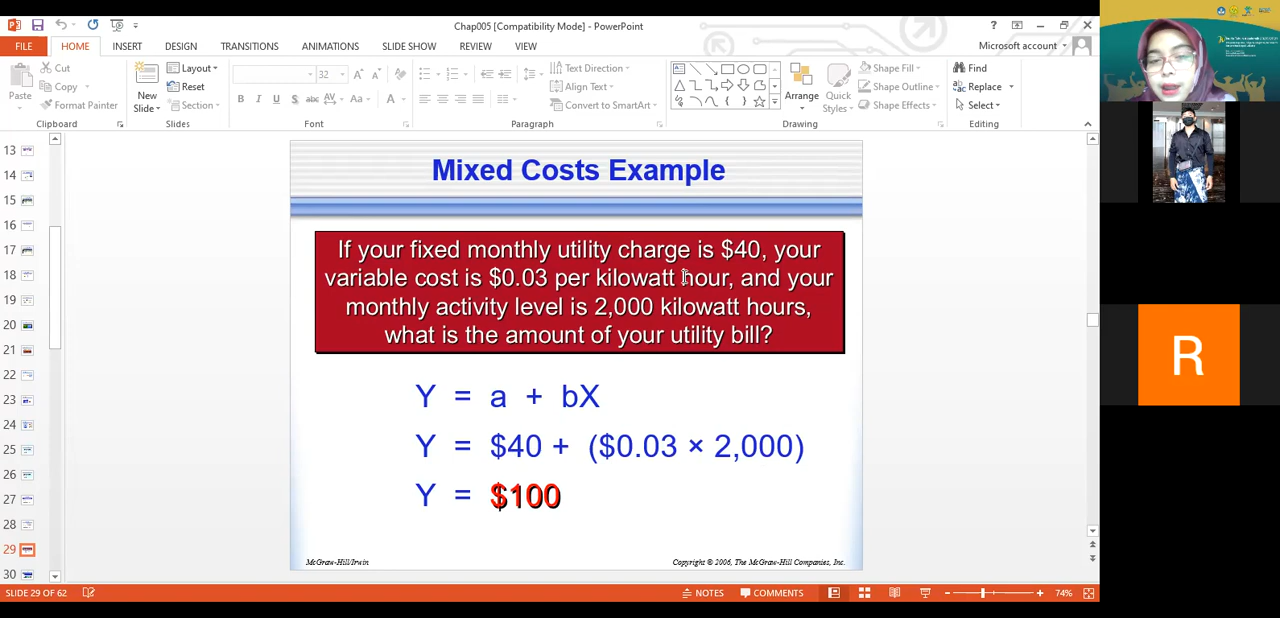 Chap005 [Compatibility Mode] - PowerPoint
FILE HOME INSERT DESIGN TRANSITIONS ANIMATIONS SLIDE SHOW REVIEW VIEW Microsoft account
Paste Cut Copy Format Painter
Clipboard
New Slide Layout Reset Section
Slides
32
B I U S abc AV Aa A
Font
Text Direction Align Text Convert to SmartArt
Paragraph
Arrange Quick Styles Shape Fill Shape Outline Shape Effects
Drawing
Find Replace Select
Editing
13
14
15
16
17
18
19
20
21
22
23
24
25
26
27
28
29
30
Mixed Costs Example
If your fixed monthly utility charge is $40, your
variable cost is $0.03 per kilowatt hour, and your
monthly activity level is 2,000 kilowatt hours,
what is the amount of your utility bill?
Y = a + bX
Y = $40 + ($0.03 × 2,000)
Y = $100
McGraw-Hill/Irwin
Copyright © 2006, The McGraw-Hill Companies, Inc.
R
SLIDE 29 OF 62 NOTES COMMENTS 74%